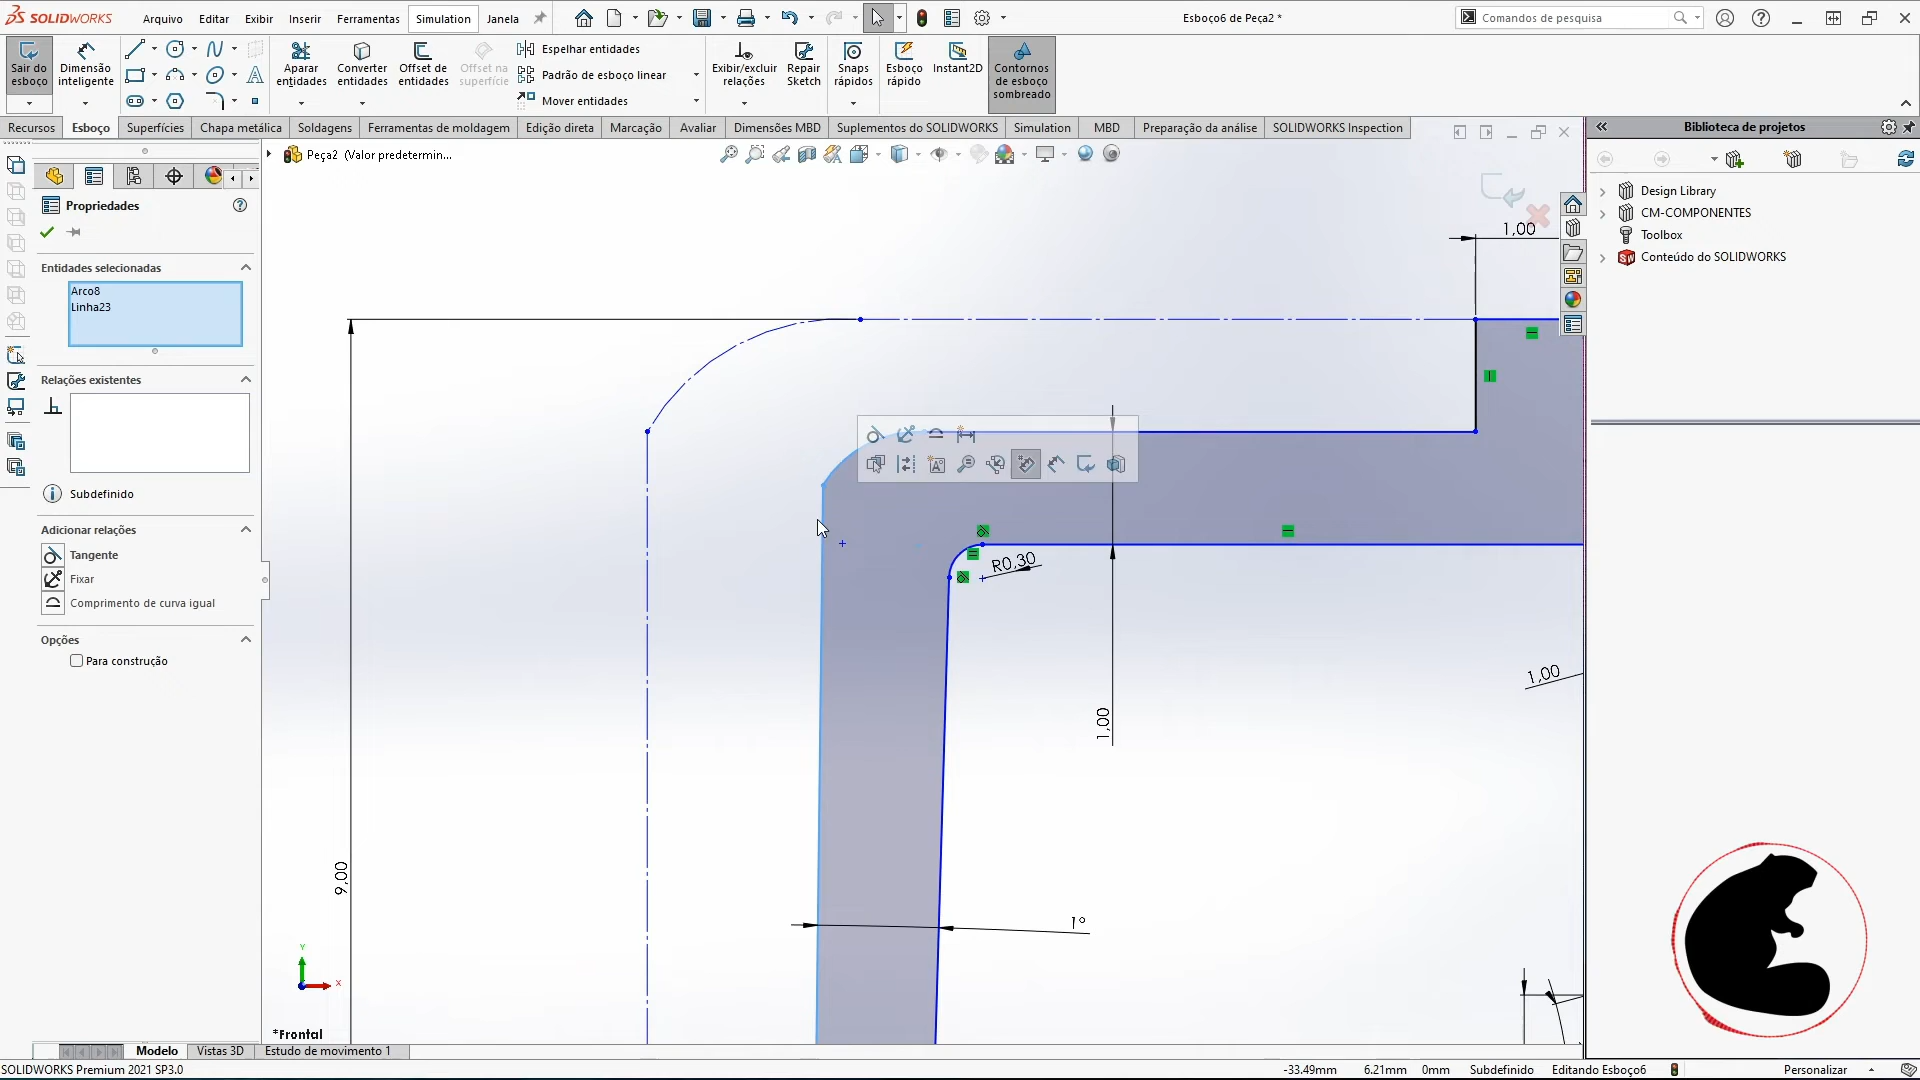 SOLIDWORKS
Arquivo Editar Exibir Inserir Ferramentas Simulation Janela
Esboço6 de Peça2 *
Comandos de pesquisa
Sair do esboço
Dimensão inteligente
Aparar entidades
Converter entidades
Offset de entidades
Offset na superfície
Espelhar entidades
Padrão de esboço linear
Mover entidades
Exibir/excluir relações
Repair Sketch
Snaps rápidos
Esboço rápido
Instant2D
Contornos de esboço sombreado
Recursos Esboço Superfícies Chapa metálica Soldagens Ferramentas de moldagem Edição direta Marcação Avaliar Dimensões MBD Suplementos do SOLIDWORKS Simulation MBD Preparação da análise SOLIDWORKS Inspection
Biblioteca de projetos
Peça2 (Valor predetermin...
Propriedades
Entidades selecionadas
Arco8
Linha23
Relações existentes
Subdefinido
Adicionar relações
Tangente
Fixar
Comprimento de curva igual
Opções
Para construção
Design Library
CM-COMPONENTES
Toolbox
Conteúdo do SOLIDWORKS
1,00
R0,30
1,00
1,00
9,00
1°
Y
X
*Frontal
Modelo Vistas 3D Estudo de movimento 1
SOLIDWORKS Premium 2021 SP3.0
-33.49mm 6.21mm 0mm Subdefinido Editando Esboço6 Personalizar